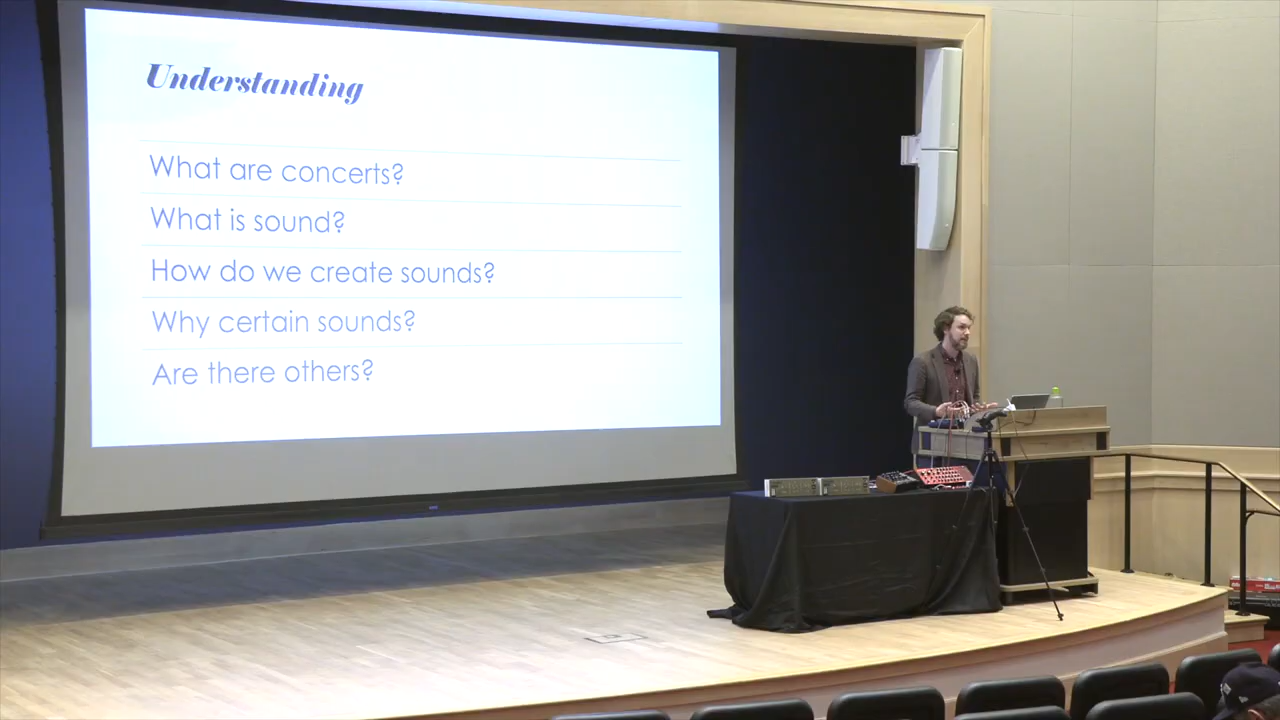 Understanding
What are concerts?
What is sound?
How do we create sounds?
Why certain sounds?
Are there others?